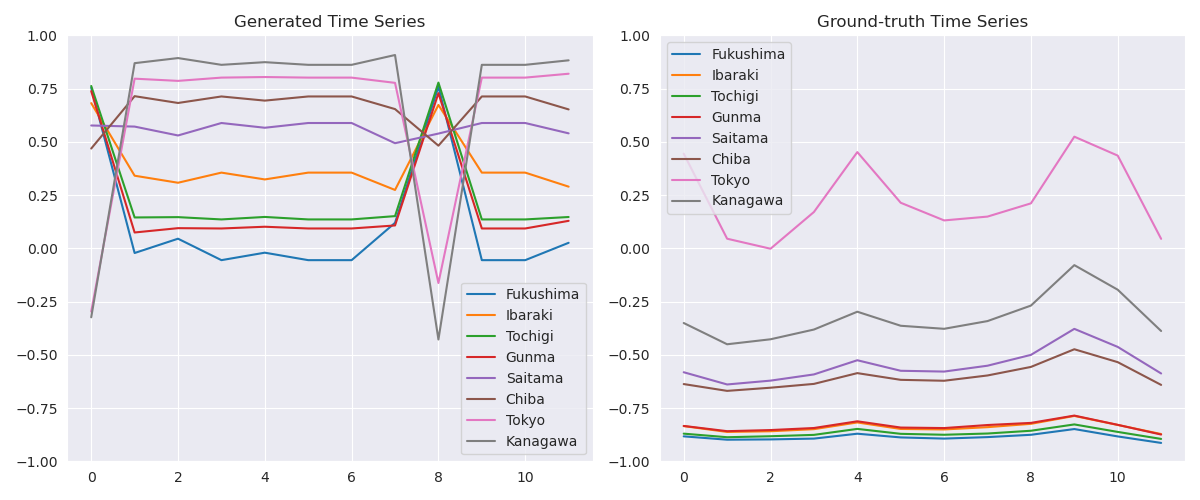 Generated Time Series
1.00
0.75
0.50
0.25
0.00
−0.25
−0.50
−0.75
−1.00
0 2 4 6 8 10
Fukushima
Ibaraki
Tochigi
Gunma
Saitama
Chiba
Tokyo
Kanagawa
Ground-truth Time Series
1.00
0.75
0.50
0.25
0.00
−0.25
−0.50
−0.75
−1.00
0 2 4 6 8 10
Fukushima
Ibaraki
Tochigi
Gunma
Saitama
Chiba
Tokyo
Kanagawa